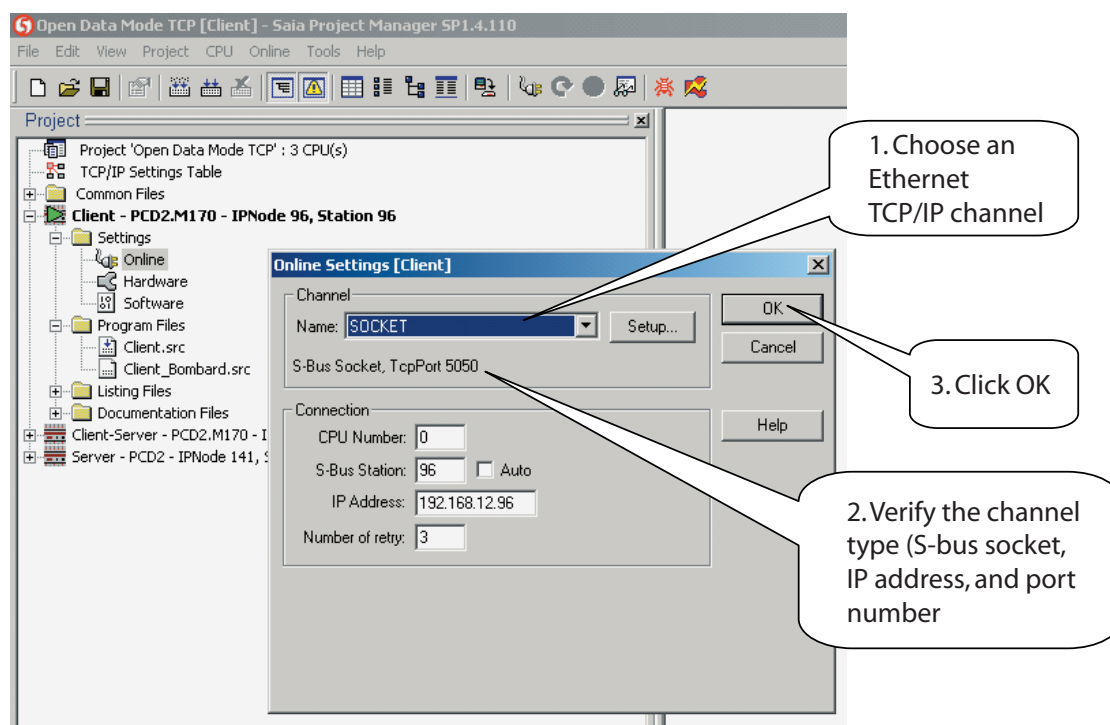 Open Data Mode TCP [Client] - Saia Project Manager SP1.4.110
File Edit View Project CPU Online Tools Help
Project
Project 'Open Data Mode TCP' : 3 CPU(s)
TCP/IP Settings Table
Common Files
Client - PCD2.M170 - IPNode 96, Station 96
Settings
Online
Hardware
Software
Program Files
Client.src
Client_Bombard.src
Listing Files
Documentation Files
Client-Server - PCD2.M170 - I
Server - PCD2 - IPNode 141, S
Online Settings [Client]
Channel
Name: SOCKET
Setup...
S-Bus Socket, TcpPort 5050
Connection
CPU Number: 0
S-Bus Station: 96 Auto
IP Address: 192.168.12.96
Number of retry: 3
OK
Cancel
Help
1. Choose an
Ethernet
TCP/IP channel
3. Click OK
2. Verify the channel
type (S-bus socket,
IP address, and port
number